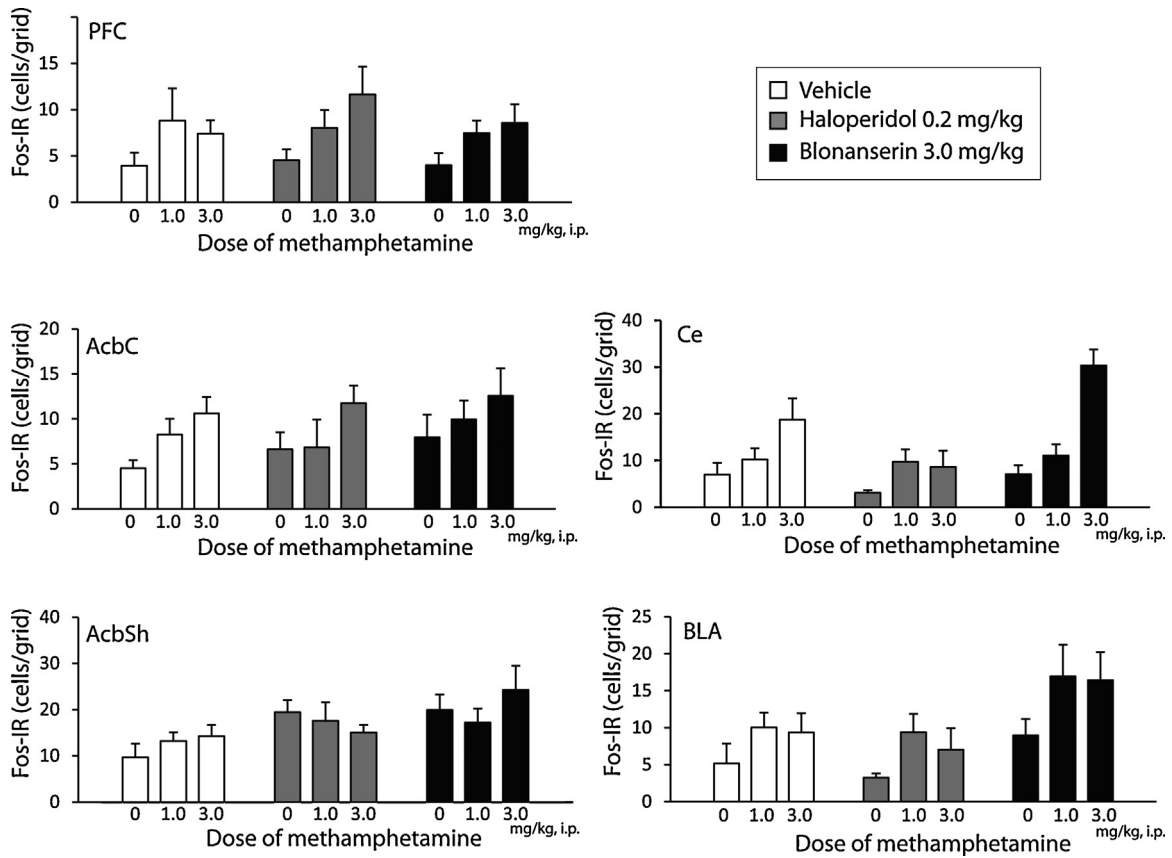 PFC
Fos-IR (cells/grid)
15
10
5
0
0 1.0 3.0 0 1.0 3.0 0 1.0 3.0
mg/kg, i.p.
Dose of methamphetamine
Vehicle
Haloperidol 0.2 mg/kg
Blonanserin 3.0 mg/kg
AcbC
Fos-IR (cells/grid)
20
15
10
5
0
0 1.0 3.0 0 1.0 3.0 0 1.0 3.0
mg/kg, i.p.
Dose of methamphetamine
Ce
Fos-IR (cells/grid)
40
30
20
10
0
0 1.0 3.0 0 1.0 3.0 0 1.0 3.0
mg/kg, i.p.
Dose of methamphetamine
AcbSh
Fos-IR (cells/grid)
40
30
20
10
0
0 1.0 3.0 0 1.0 3.0 0 1.0 3.0
mg/kg, i.p.
Dose of methamphetamine
BLA
Fos-IR (cells/grid)
25
20
15
10
5
0
0 1.0 3.0 0 1.0 3.0 0 1.0 3.0
mg/kg, i.p.
Dose of methamphetamine